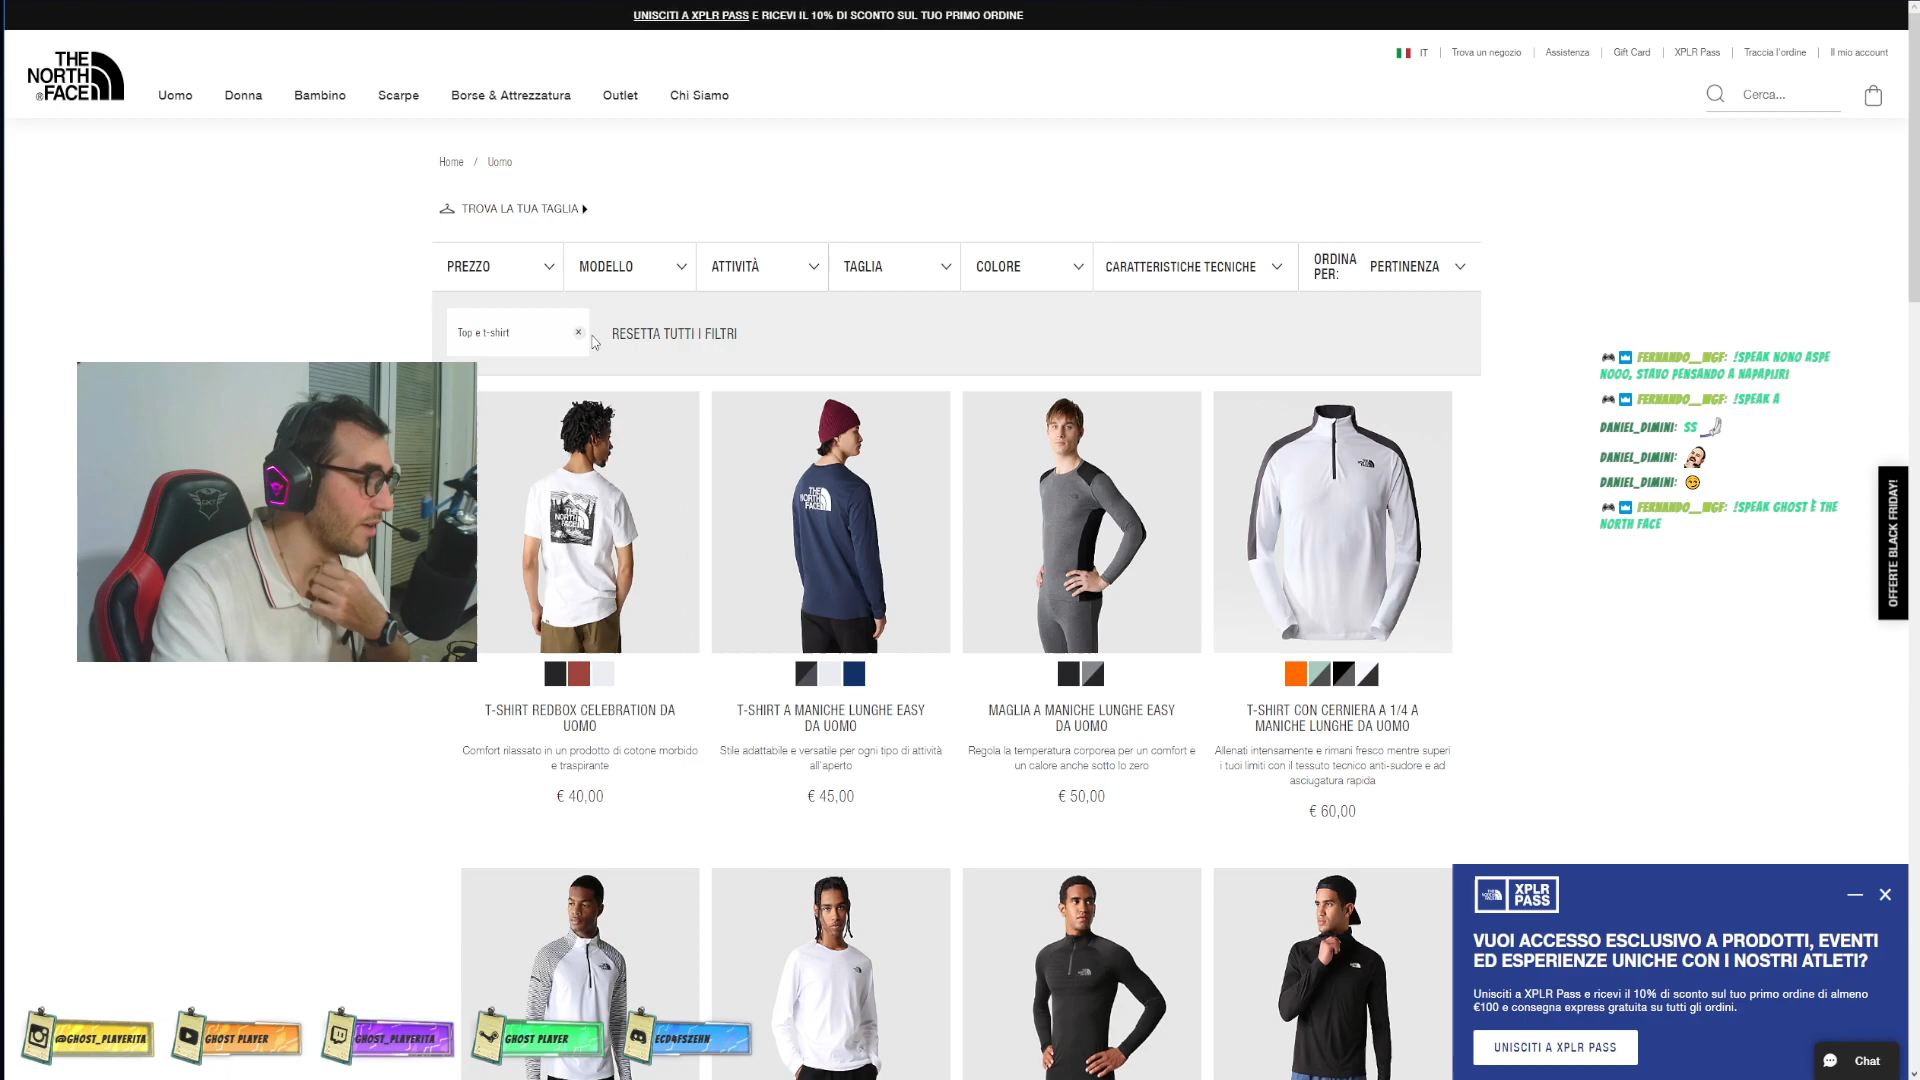 UNISCITI A XPLR PASS E RICEVI IL 10% DI SCONTO SUL TUO PRIMO ORDINE
IT
Trova un negozio
Assistenza
Gift Card
XPLR Pass
Traccia l'ordine
Il mio account
THE
NORTH
FACE
Uomo
Donna
Bambino
Scarpe
Borse & Attrezzatura
Outlet
Chi Siamo
Cerca...
Home / Uomo
TROVA LA TUA TAGLIA
PREZZO
MODELLO
ATTIVITÀ
TAGLIA
COLORE
CARATTERISTICHE TECNICHE
ORDINA
PER:
PERTINENZA
Top e t-shirt
RESETTA TUTTI I FILTRI
FERNANDO__WGF: !SPEAK NONO ASPE
NOOO, STAVO PENSANDO A NAPAPIJRI
FERNANDO__WGF: !SPEAK A
DANIEL_DIMINI: SS
DANIEL_DIMINI:
DANIEL_DIMINI:
FERNANDO__WGF: !SPEAK GHOST È THE
NORTH FACE
OFFERTE BLACK FRIDAY!
THE
NORTH
FACE
T-SHIRT REDBOX CELEBRATION DA
UOMO
Comfort rilassato in un prodotto di cotone morbido
e traspirante
€ 40,00
T-SHIRT A MANICHE LUNGHE EASY
DA UOMO
Stile adattabile e versatile per ogni tipo di attività
all'aperto
€ 45,00
MAGLIA A MANICHE LUNGHE EASY
DA UOMO
Regola la temperatura corporea per un comfort e
un calore anche sotto lo zero
€ 50,00
T-SHIRT CON CERNIERA A 1/4 A
MANICHE LUNGHE DA UOMO
Allenati intensamente e rimani fresco mentre superi
i tuoi limiti con il tessuto tecnico anti-sudore e ad
asciugatura rapida
€ 60,00
XPLR
PASS
VUOI ACCESSO ESCLUSIVO A PRODOTTI, EVENTI
ED ESPERIENZE UNICHE CON I NOSTRI ATLETI?
Unisciti a XPLR Pass e ricevi il 10% di sconto sul tuo primo ordine di almeno
€100 e consegna express gratuita su tutti gli ordini.
UNISCITI A XPLR PASS
Chat
@GHOST_PLAYERITA
GHOST PLAYER
GHOST_PLAYERITA
GHOST PLAYER
ECD4FSZEHN